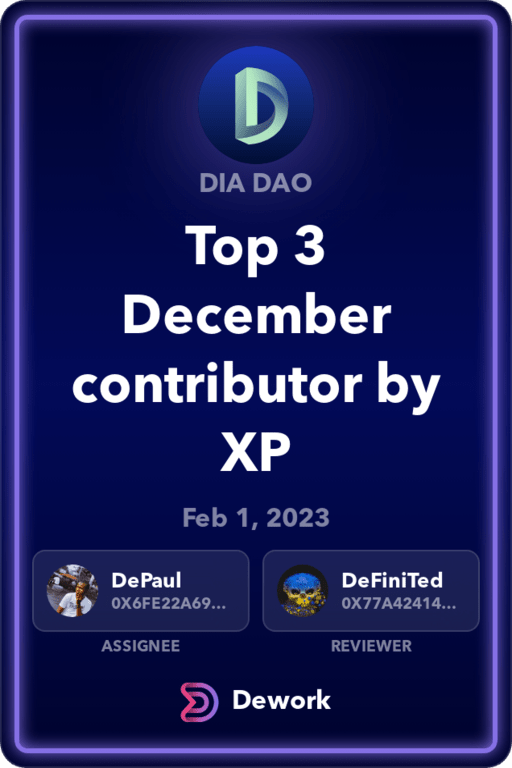 DIA DAO
Top 3
December
contributor by
XP
Feb 1, 2023
DePaul
0X6FE22A69...
ASSIGNEE
DeFiniTed
0X77A42414...
REVIEWER
Dework